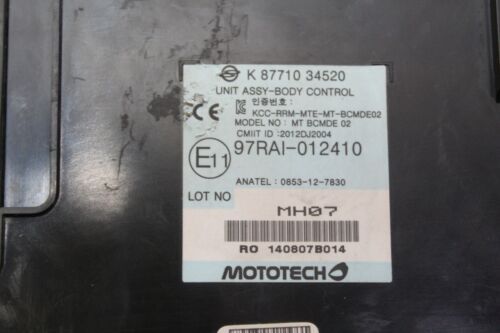 K 87710 34520
UNIT ASSY-BODY CONTROL
인증번호 :
KCC-RRM-MTE-MT-BCMDE02
MODEL NO : MT BCMDE 02
CMIIT ID : 2012DJ2004
E11 97RAI-012410
ANATEL : 0853-12-7830
LOT NO
MH07
RO 140807B014
MOTOTECH